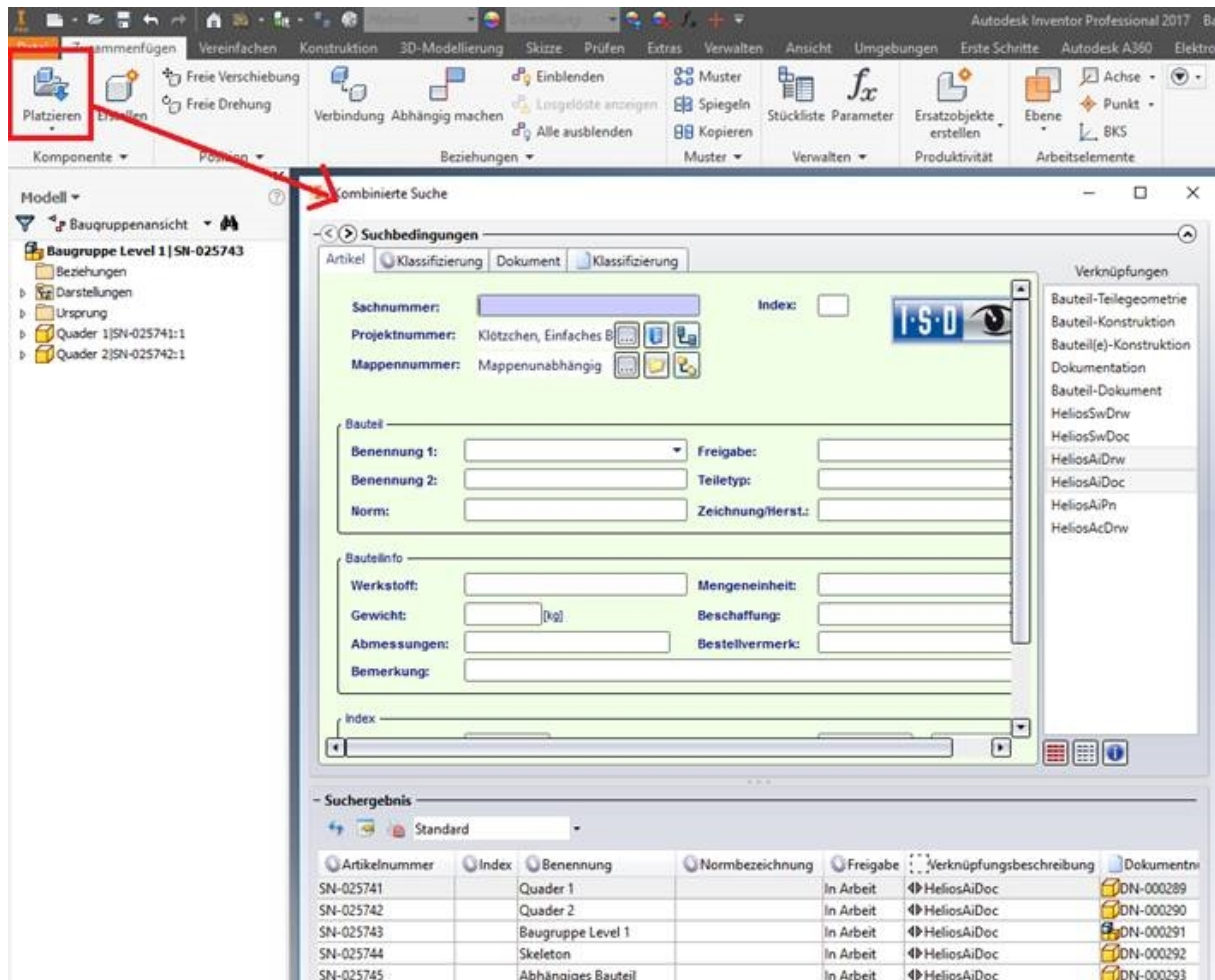 Autodesk Inventor Professional 2017 Ba
Datei Zusammenfügen Vereinfachen Konstruktion 3D-Modellierung Skizze Prüfen Extras Verwalten Ansicht Umgebungen Erste Schritte Autodesk A360 Elektro
Platzieren Erstellen Freie Verschiebung
Freie Drehung
Verbindung Abhängig machen
Einblenden
Losgelöste anzeigen
Alle ausblenden
Muster
Spiegeln
Kopieren
Stückliste Parameter
Ersatzobjekte erstellen
Ebene
Achse
Punkt
BKS
Komponente Position Beziehungen Muster Verwalten Produktivität Arbeitselemente
Modell
Baugruppenansicht
Baugruppe Level 1|SN-025743
Beziehungen
Darstellungen
Ursprung
Quader 1|SN-025741:1
Quader 2|SN-025742:1
Kombinierte Suche
Suchbedingungen
Artikel Klassifizierung Dokument Klassifizierung
Sachnummer: Index:
I·S·D
Projektnummer: Klötzchen, Einfaches B
Mappennummer: Mappenunabhängig
Bauteil
Benennung 1: Freigabe:
Benennung 2: Teiletyp:
Norm: Zeichnung/Herst.:
Bauteilinfo
Werkstoff: Mengeneinheit:
Gewicht: [kg] Beschaffung:
Abmessungen: Bestellvermerk:
Bemerkung:
Index
Verknüpfungen
Bauteil-Teilegeometrie
Bauteil-Konstruktion
Bauteil(e)-Konstruktion
Dokumentation
Bauteil-Dokument
HeliosSwDrw
HeliosSwDoc
HeliosAiDrw
HeliosAiDoc
HeliosAiPn
HeliosAcDrw
Suchergebnis
Standard
Artikelnummer Index Benennung Normbezeichnung Freigabe Verknüpfungsbeschreibung Dokumentnu
SN-025741 Quader 1 In Arbeit HeliosAiDoc DN-000289
SN-025742 Quader 2 In Arbeit HeliosAiDoc DN-000290
SN-025743 Baugruppe Level 1 In Arbeit HeliosAiDoc DN-000291
SN-025744 Skeleton In Arbeit HeliosAiDoc DN-000292
SN-025745 Abhängiges Bauteil In Arbeit HeliosAiDoc DN-000293